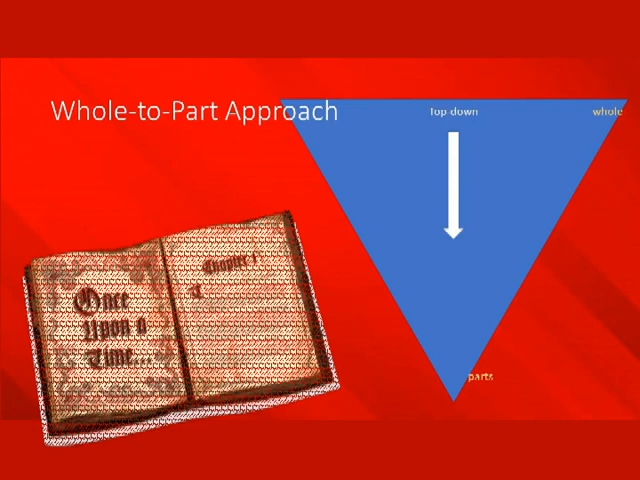 Whole-to-Part Approach
Top-down
whole
Once
Upon a
Time...
Chapter 1
parts